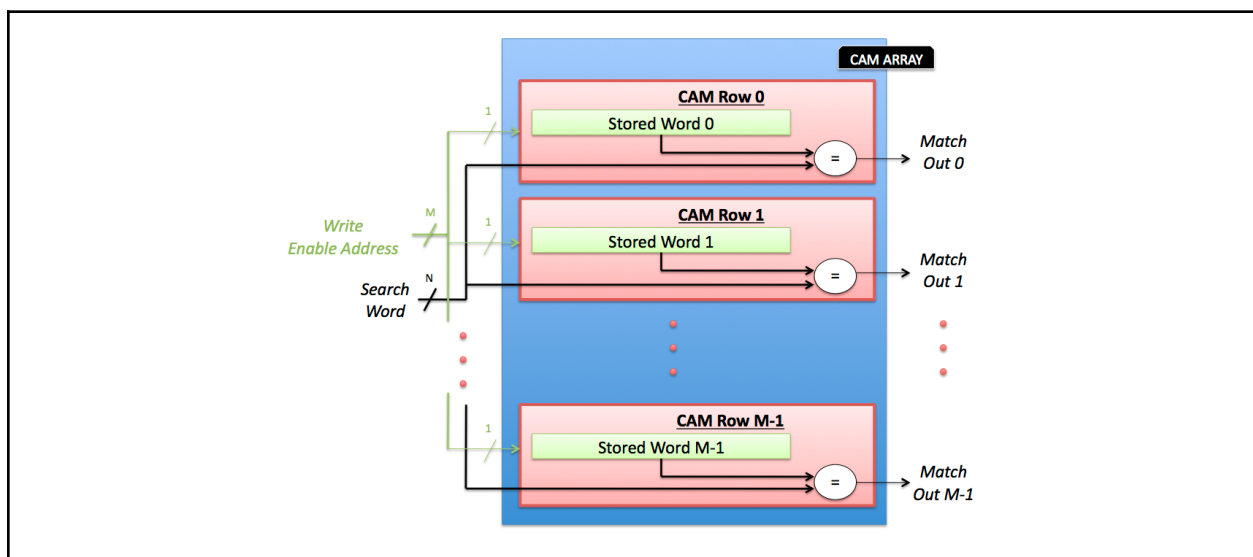 CAM ARRAY
CAM Row 0
1
Stored Word 0
=
Match
Out 0
CAM Row 1
M
1
Write
Enable Address
Stored Word 1
=
Match
Out 1
N
Search
Word
CAM Row M-1
1
Stored Word M-1
=
Match
Out M-1